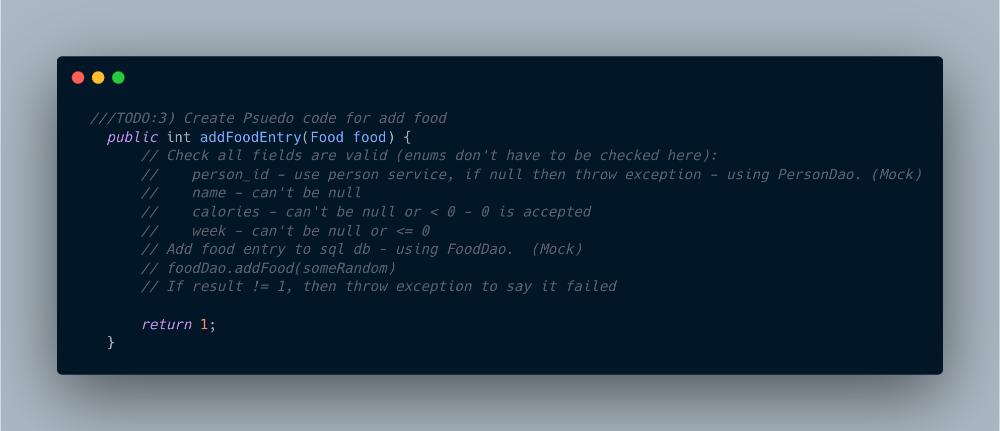 ///TODO:3) Create Psuedo code for add food
public int addFoodEntry(Food food) {
// Check all fields are valid (enums don't have to be checked here):
//    person_id - use person service, if null then throw exception - using PersonDao. (Mock)
//    name - can't be null
//    calories - can't be null or < 0 - 0 is accepted
//    week - can't be null or <= 0
// Add food entry to sql db - using FoodDao.  (Mock)
// foodDao.addFood(someRandom)
// If result != 1, then throw exception to say it failed
return 1;
}